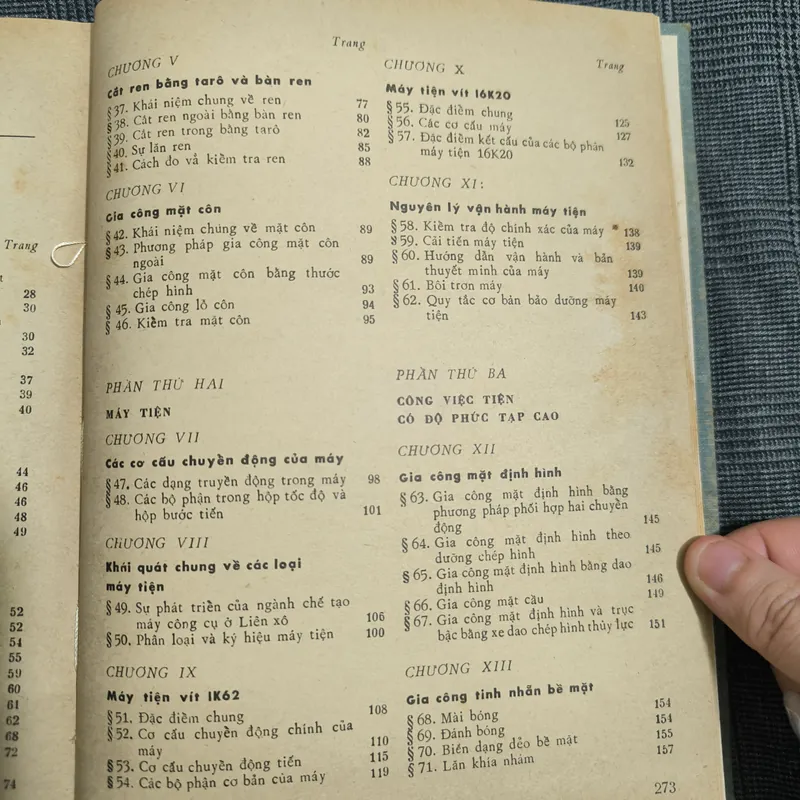 Trang
28
30
30
32
37
39
40
44
46
46
48
49
52
52
54
55
59
60
61
62
68
72
74
Trang
CHƯƠNG V
Cắt ren bằng tarô và bàn ren
§37. Khái niệm chung về ren 77
§38. Cắt ren ngoài bằng bàn ren 80
§39. Cắt ren trong bằng tarô 82
§40. Sự lăn ren 85
§41. Cách đo và kiểm tra ren 88
CHƯƠNG VI
Gia công mặt côn
§42. Khái niệm chung về mặt côn 89
§43. Phương pháp gia công mặt côn
ngoài 89
§44. Gia công mặt côn bằng thước
chép hình 93
§45. Gia công lỗ côn 94
§46. Kiểm tra mặt côn 95
PHẦN THỨ HAI
MÁY TIỆN
CHƯƠNG VII
Các cơ cấu chuyển động của máy
§47. Các dạng truyền động trong máy 98
§48. Các bộ phận trong hộp tốc độ và
hộp bước tiến 101
CHƯƠNG VIII
Khái quát chung về các loại
máy tiện
§49. Sự phát triển của ngành chế tạo
máy công cụ ở Liên xô 106
§50. Phân loại và ký hiệu máy tiện 100
CHƯƠNG IX
Máy tiện vít 1K62
§51. Đặc điểm chung 108
§52. Cơ cấu chuyển động chính của
máy 110
§53. Cơ cấu chuyển động tiến 115
§54. Các bộ phận cơ bản của máy 119
CHƯƠNG X Trang
Máy tiện vít 16K20
§55. Đặc điểm chung
§56. Các cơ cấu máy 125
§57. Đặc điểm kết cấu của các bộ phận 127
máy tiện 16K20 132
CHƯƠNG XI:
Nguyên lý vận hành máy tiện
§58. Kiểm tra độ chính xác của máy 138
§59. Cải tiến máy tiện 139
§60. Hướng dẫn vận hành và bản
thuyết minh của máy 139
§61. Bôi trơn máy 140
§62. Quy tắc cơ bản bảo dưỡng máy
tiện 143
PHẦN THỨ BA
CÔNG VIỆC TIỆN
CÓ ĐỘ PHỨC TẠP CAO
CHƯƠNG XII
Gia công mặt định hình
§63. Gia công mặt định hình bằng
phương pháp phối hợp hai chuyển
động 145
§64. Gia công mặt định hình theo
dưỡng chép hình 145
§65. Gia công mặt định hình bằng dao
định hình 146
§66. Gia công mặt cầu 149
§67. Gia công mặt định hình và trục
bậc bằng xe dao chép hình thủy lực 151
CHƯƠNG XIII
Gia công tinh nhẵn bề mặt
§68. Mài bóng 154
§69. Đánh bóng 154
§70. Biến dạng dẻo bề mặt 155
§71. Lăn khía nhám 157
273